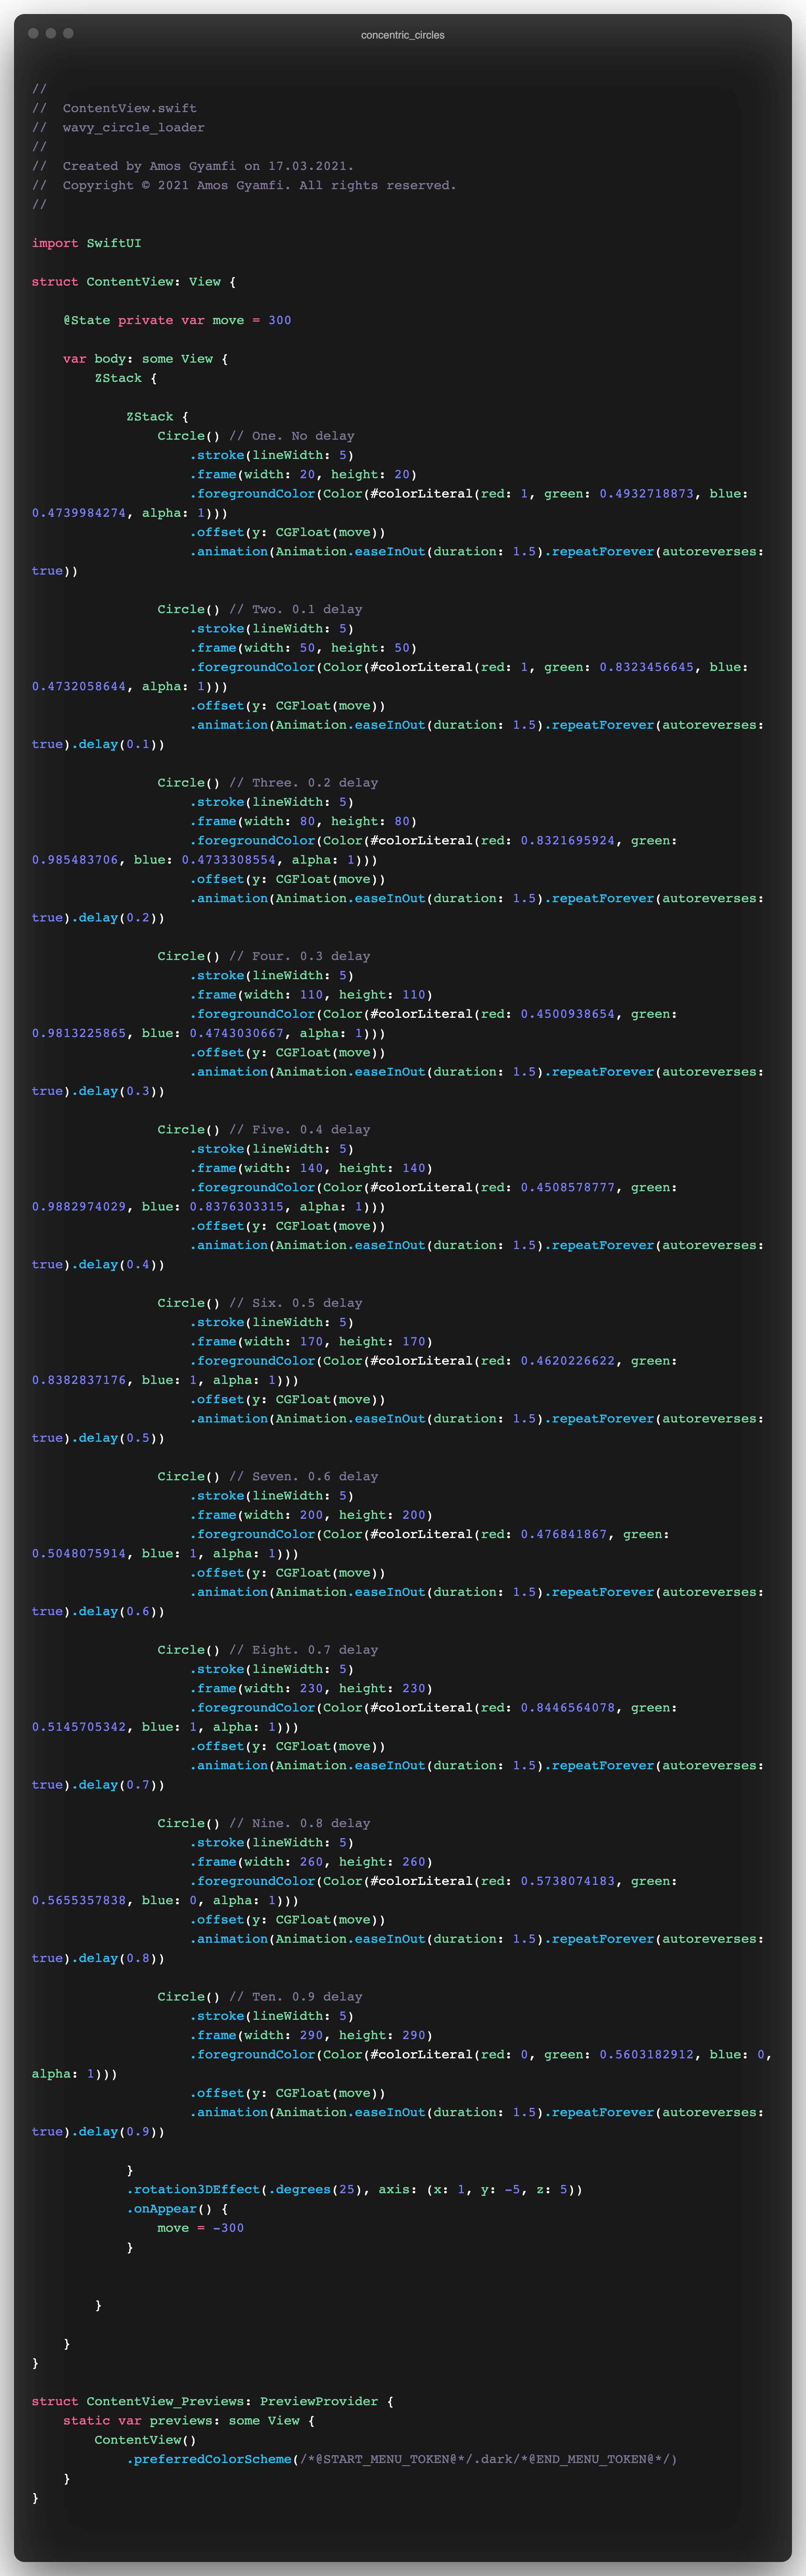 concentric_circles
//
//  ContentView.swift
//  wavy_circle_loader
//
//  Created by Amos Gyamfi on 17.03.2021.
//  Copyright © 2021 Amos Gyamfi. All rights reserved.
//
import SwiftUI
struct ContentView: View {
    @State private var move = 300
    var body: some View {
        ZStack {
            ZStack {
                Circle() // One. No delay
                    .stroke(lineWidth: 5)
                    .frame(width: 20, height: 20)
                    .foregroundColor(Color(#colorLiteral(red: 1, green: 0.4932718873, blue:
0.4739984274, alpha: 1)))
                    .offset(y: CGFloat(move))
                    .animation(Animation.easeInOut(duration: 1.5).repeatForever(autoreverses:
true))
                Circle() // Two. 0.1 delay
                    .stroke(lineWidth: 5)
                    .frame(width: 50, height: 50)
                    .foregroundColor(Color(#colorLiteral(red: 1, green: 0.8323456645, blue:
0.4732058644, alpha: 1)))
                    .offset(y: CGFloat(move))
                    .animation(Animation.easeInOut(duration: 1.5).repeatForever(autoreverses:
true).delay(0.1))
                Circle() // Three. 0.2 delay
                    .stroke(lineWidth: 5)
                    .frame(width: 80, height: 80)
                    .foregroundColor(Color(#colorLiteral(red: 0.8321695924, green:
0.985483706, blue: 0.4733308554, alpha: 1)))
                    .offset(y: CGFloat(move))
                    .animation(Animation.easeInOut(duration: 1.5).repeatForever(autoreverses:
true).delay(0.2))
                Circle() // Four. 0.3 delay
                    .stroke(lineWidth: 5)
                    .frame(width: 110, height: 110)
                    .foregroundColor(Color(#colorLiteral(red: 0.4500938654, green:
0.9813225865, blue: 0.4743030667, alpha: 1)))
                    .offset(y: CGFloat(move))
                    .animation(Animation.easeInOut(duration: 1.5).repeatForever(autoreverses:
true).delay(0.3))
                Circle() // Five. 0.4 delay
                    .stroke(lineWidth: 5)
                    .frame(width: 140, height: 140)
                    .foregroundColor(Color(#colorLiteral(red: 0.4508578777, green:
0.9882974029, blue: 0.8376303315, alpha: 1)))
                    .offset(y: CGFloat(move))
                    .animation(Animation.easeInOut(duration: 1.5).repeatForever(autoreverses:
true).delay(0.4))
                Circle() // Six. 0.5 delay
                    .stroke(lineWidth: 5)
                    .frame(width: 170, height: 170)
                    .foregroundColor(Color(#colorLiteral(red: 0.4620226622, green:
0.8382837176, blue: 1, alpha: 1)))
                    .offset(y: CGFloat(move))
                    .animation(Animation.easeInOut(duration: 1.5).repeatForever(autoreverses:
true).delay(0.5))
                Circle() // Seven. 0.6 delay
                    .stroke(lineWidth: 5)
                    .frame(width: 200, height: 200)
                    .foregroundColor(Color(#colorLiteral(red: 0.476841867, green:
0.5048075914, blue: 1, alpha: 1)))
                    .offset(y: CGFloat(move))
                    .animation(Animation.easeInOut(duration: 1.5).repeatForever(autoreverses:
true).delay(0.6))
                Circle() // Eight. 0.7 delay
                    .stroke(lineWidth: 5)
                    .frame(width: 230, height: 230)
                    .foregroundColor(Color(#colorLiteral(red: 0.8446564078, green:
0.5145705342, blue: 1, alpha: 1)))
                    .offset(y: CGFloat(move))
                    .animation(Animation.easeInOut(duration: 1.5).repeatForever(autoreverses:
true).delay(0.7))
                Circle() // Nine. 0.8 delay
                    .stroke(lineWidth: 5)
                    .frame(width: 260, height: 260)
                    .foregroundColor(Color(#colorLiteral(red: 0.5738074183, green:
0.5655357838, blue: 0, alpha: 1)))
                    .offset(y: CGFloat(move))
                    .animation(Animation.easeInOut(duration: 1.5).repeatForever(autoreverses:
true).delay(0.8))
                Circle() // Ten. 0.9 delay
                    .stroke(lineWidth: 5)
                    .frame(width: 290, height: 290)
                    .foregroundColor(Color(#colorLiteral(red: 0, green: 0.5603182912, blue: 0,
alpha: 1)))
                    .offset(y: CGFloat(move))
                    .animation(Animation.easeInOut(duration: 1.5).repeatForever(autoreverses:
true).delay(0.9))
            }
            .rotation3DEffect(.degrees(25), axis: (x: 1, y: -5, z: 5))
            .onAppear() {
                move = -300
            }
        }
    }
}
struct ContentView_Previews: PreviewProvider {
    static var previews: some View {
        ContentView()
            .preferredColorScheme(/*@START_MENU_TOKEN@*/.dark/*@END_MENU_TOKEN@*/)
    }
}